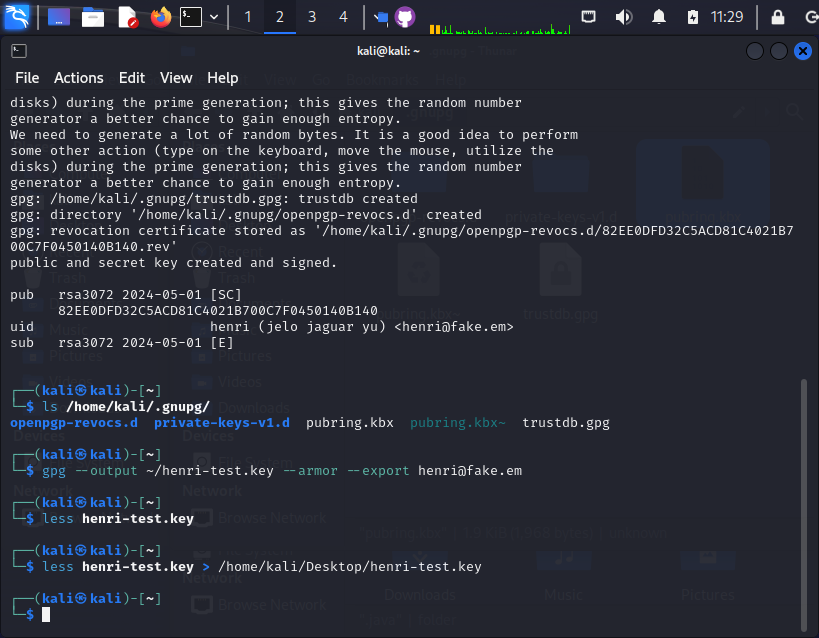 1 2 3 4 11:29
kali@kali: ~
File Actions Edit View Help
disks) during the prime generation; this gives the random number
generator a better chance to gain enough entropy.
We need to generate a lot of random bytes. It is a good idea to perform
some other action (type on the keyboard, move the mouse, utilize the
disks) during the prime generation; this gives the random number
generator a better chance to gain enough entropy.
gpg: /home/kali/.gnupg/trustdb.gpg: trustdb created
gpg: directory '/home/kali/.gnupg/openpgp-revocs.d' created
gpg: revocation certificate stored as '/home/kali/.gnupg/openpgp-revocs.d/82EE0DFD32C5ACD81C4021B7
00C7F0450140B140.rev'
public and secret key created and signed.
pub   rsa3072 2024-05-01 [SC]
      82EE0DFD32C5ACD81C4021B700C7F0450140B140
uid                      henri (jelo jaguar yu) <henri@fake.em>
sub   rsa3072 2024-05-01 [E]
┌──(kali㉿kali)-[~]
└─$ ls /home/kali/.gnupg/
openpgp-revocs.d  private-keys-v1.d  pubring.kbx  pubring.kbx~  trustdb.gpg
┌──(kali㉿kali)-[~]
└─$ gpg --output ~/henri-test.key --armor --export henri@fake.em
┌──(kali㉿kali)-[~]
└─$ less henri-test.key
┌──(kali㉿kali)-[~]
└─$ less henri-test.key > /home/kali/Desktop/henri-test.key
┌──(kali㉿kali)-[~]
└─$